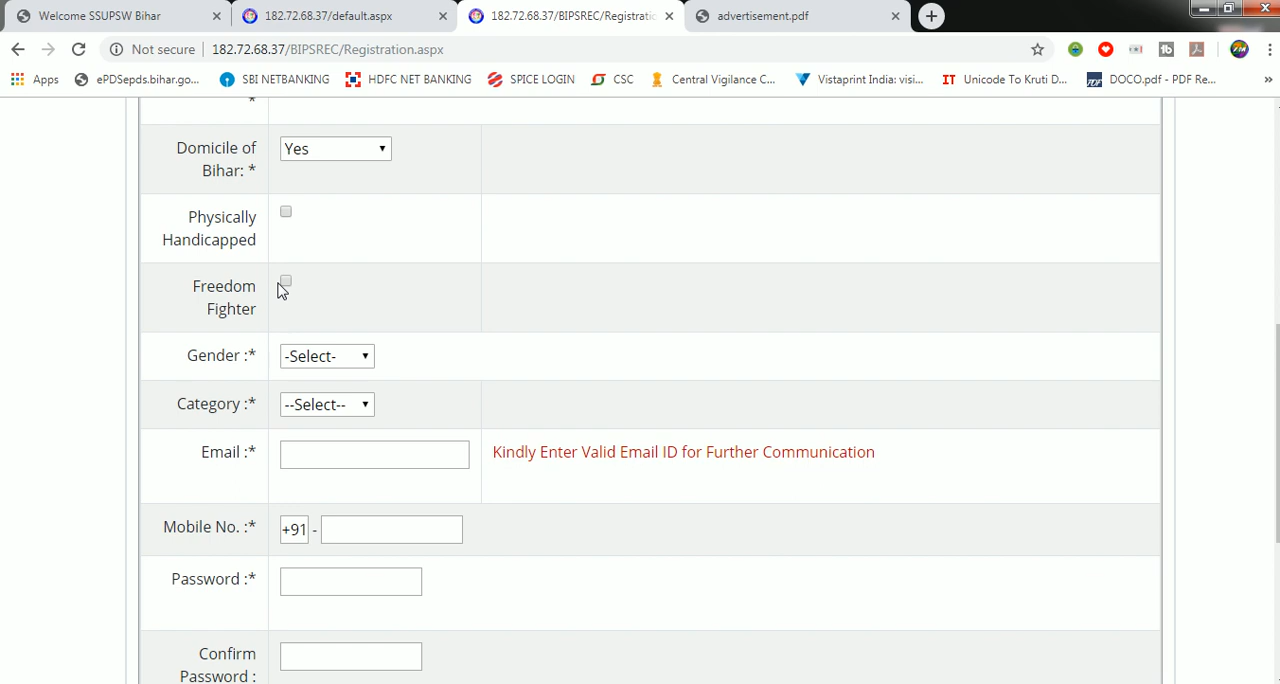 Welcome SSUPSW Bihar
182.72.68.37/default.aspx
182.72.68.37/BIPSREC/Registratic
advertisement.pdf
Not secure
182.72.68.37/BIPSREC/Registration.aspx
Apps
ePDSepds.bihar.go...
SBI NETBANKING
HDFC NET BANKING
SPICE LOGIN
CSC
Central Vigilance C...
Vistaprint India: visi...
IT Unicode To Kruti D...
DOCO.pdf - PDF Re...
»
*
Domicile of
Bihar: *
Yes
Physically
Handicapped
Freedom
Fighter
Gender :*
-Select-
Category :*
--Select--
Email :*
Kindly Enter Valid Email ID for Further Communication
Mobile No. :*
+91 -
Password :*
Confirm
Password :